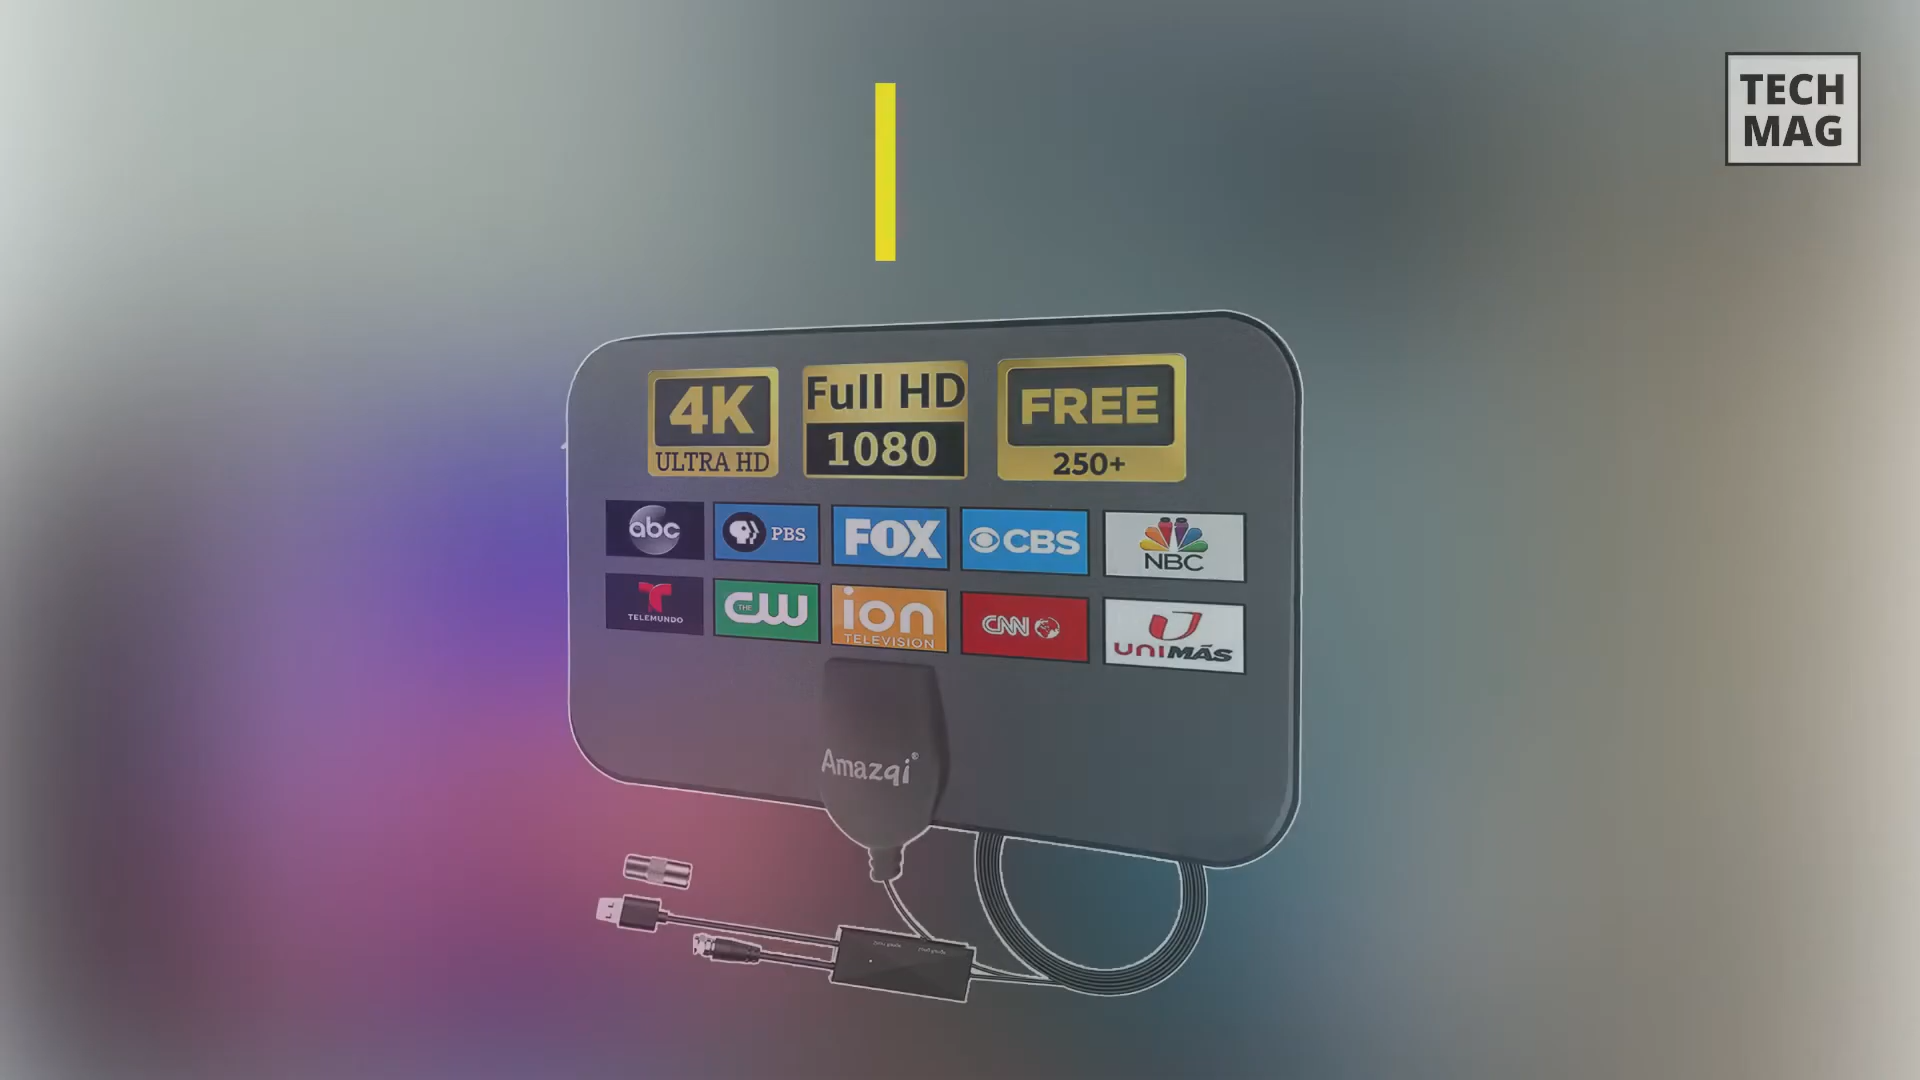 TECH
MAG
4K
ULTRA HD
Full HD
1080
FREE
250+
abc
PBS
FOX
CBS
NBC
TELEMUNDO
THE CW
ion
TELEVISION
CNN
UNIMÁS
Amazqi®